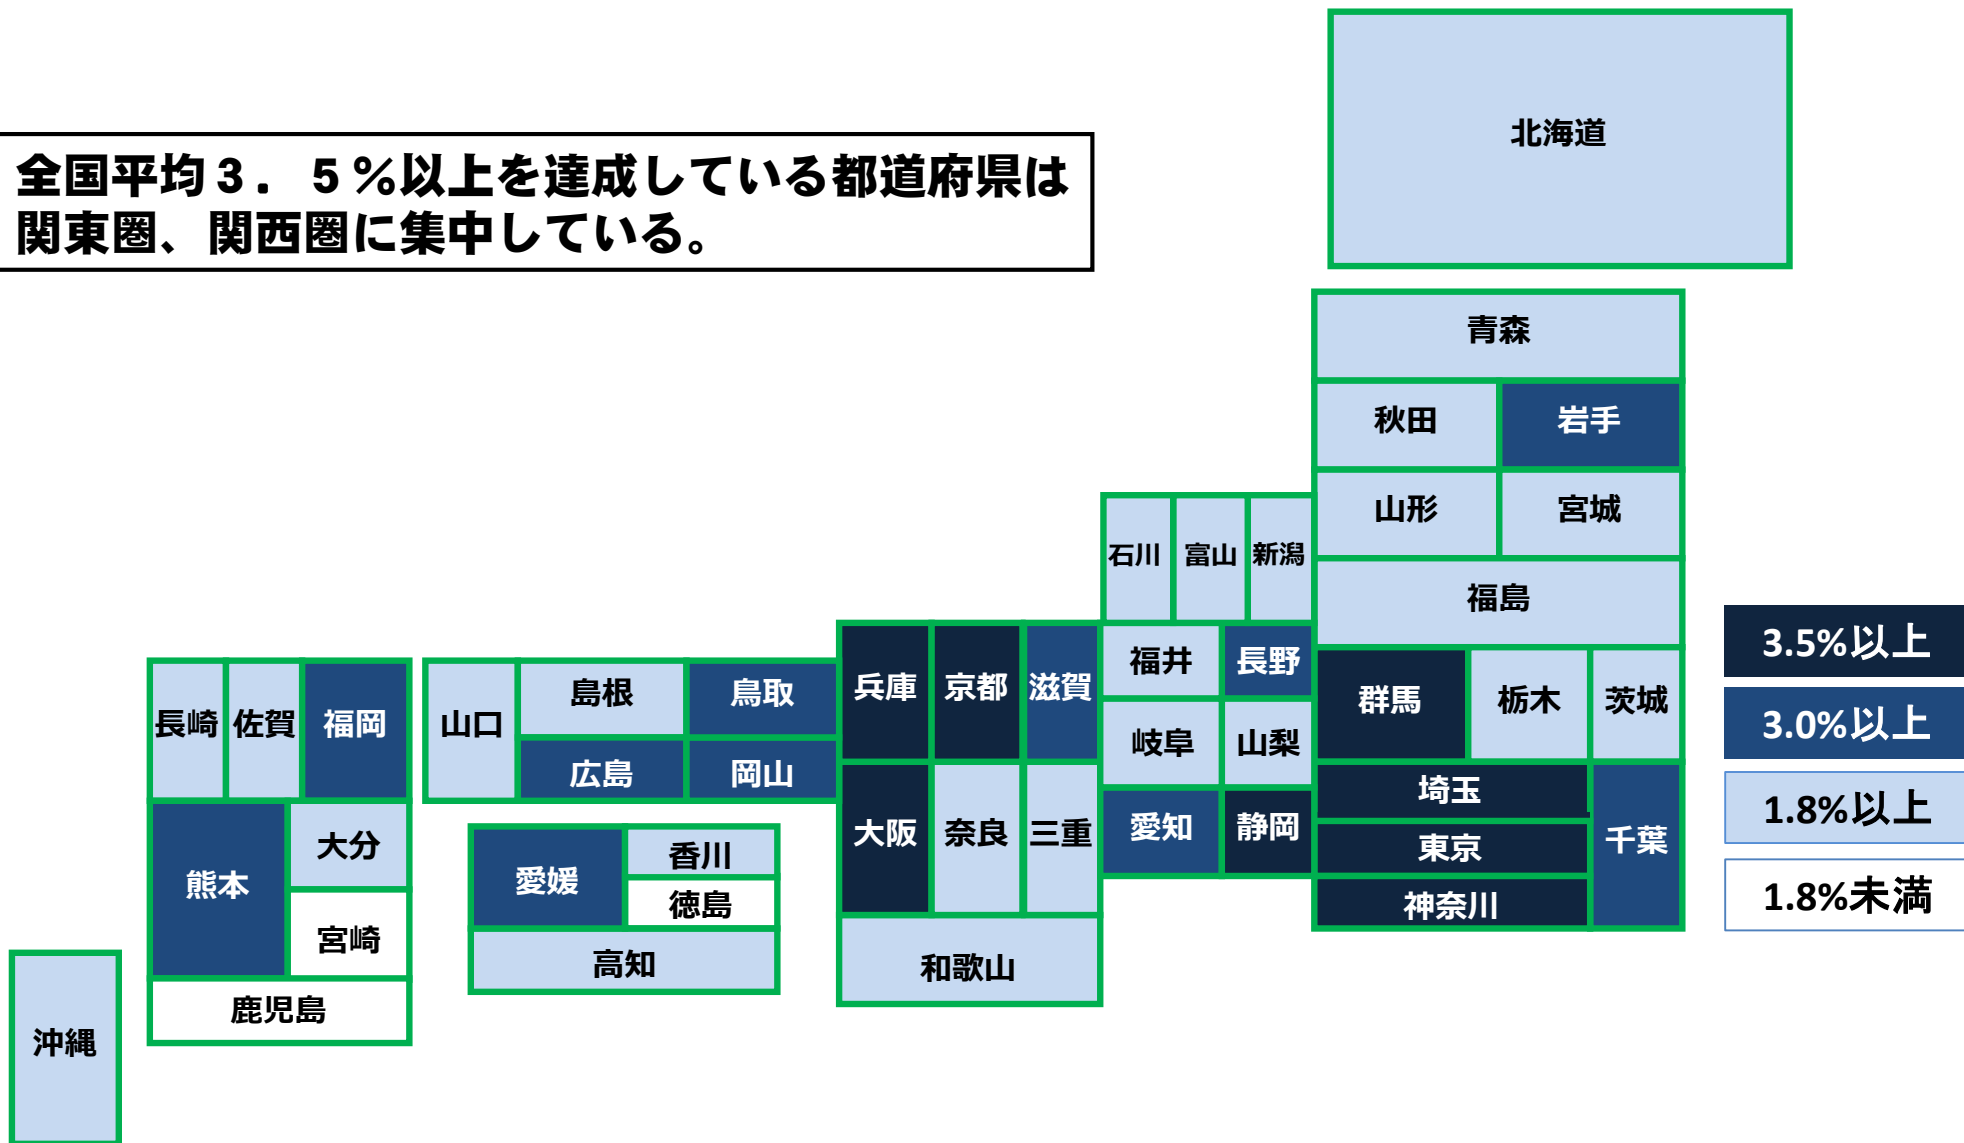 全国平均３．５％以上を達成している都道府県は
関東圏、関西圏に集中している。
北海道
青森
秋田
岩手
山形
宮城
石川
富山
新潟
福島
福井
長野
群馬
栃木
茨城
兵庫
京都
滋賀
長崎
佐賀
福岡
山口
島根
鳥取
広島
岡山
岐阜
山梨
埼玉
千葉
東京
神奈川
大阪
奈良
三重
愛知
静岡
熊本
大分
愛媛
香川
徳島
宮崎
高知
和歌山
鹿児島
沖縄
3.5%以上
3.0%以上
1.8%以上
1.8%未満